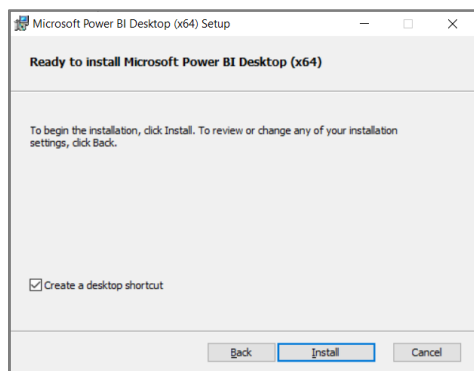 Microsoft Power BI Desktop (x64) Setup
Ready to install Microsoft Power BI Desktop (x64)
To begin the installation, click Install. To review or change any of your installation
settings, click Back.
Create a desktop shortcut
Back Install Cancel